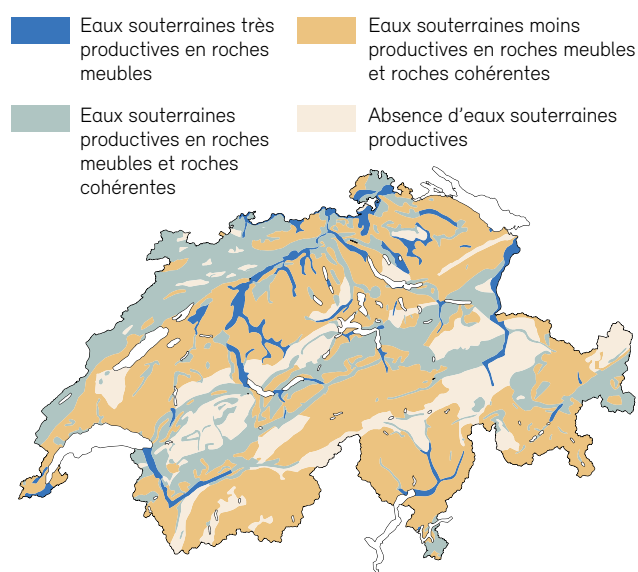 Eaux souterraines très
productives en roches
meubles
Eaux souterraines
productives en roches
meubles et roches
cohérentes
Eaux souterraines moins
productives en roches meubles
et roches cohérentes
Absence d'eaux souterraines
productives